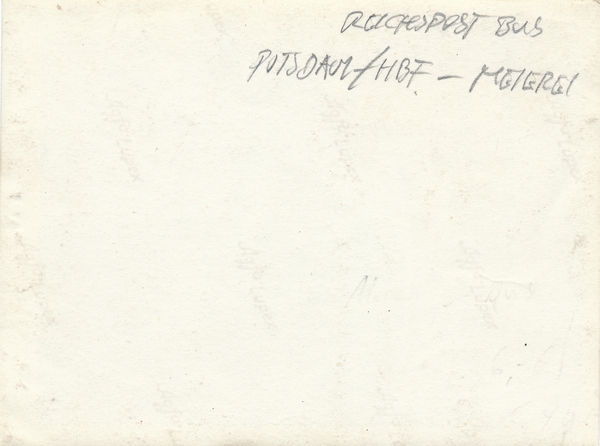 REICHSPOST BUS
POTSDAM/HBF - MEIEREI